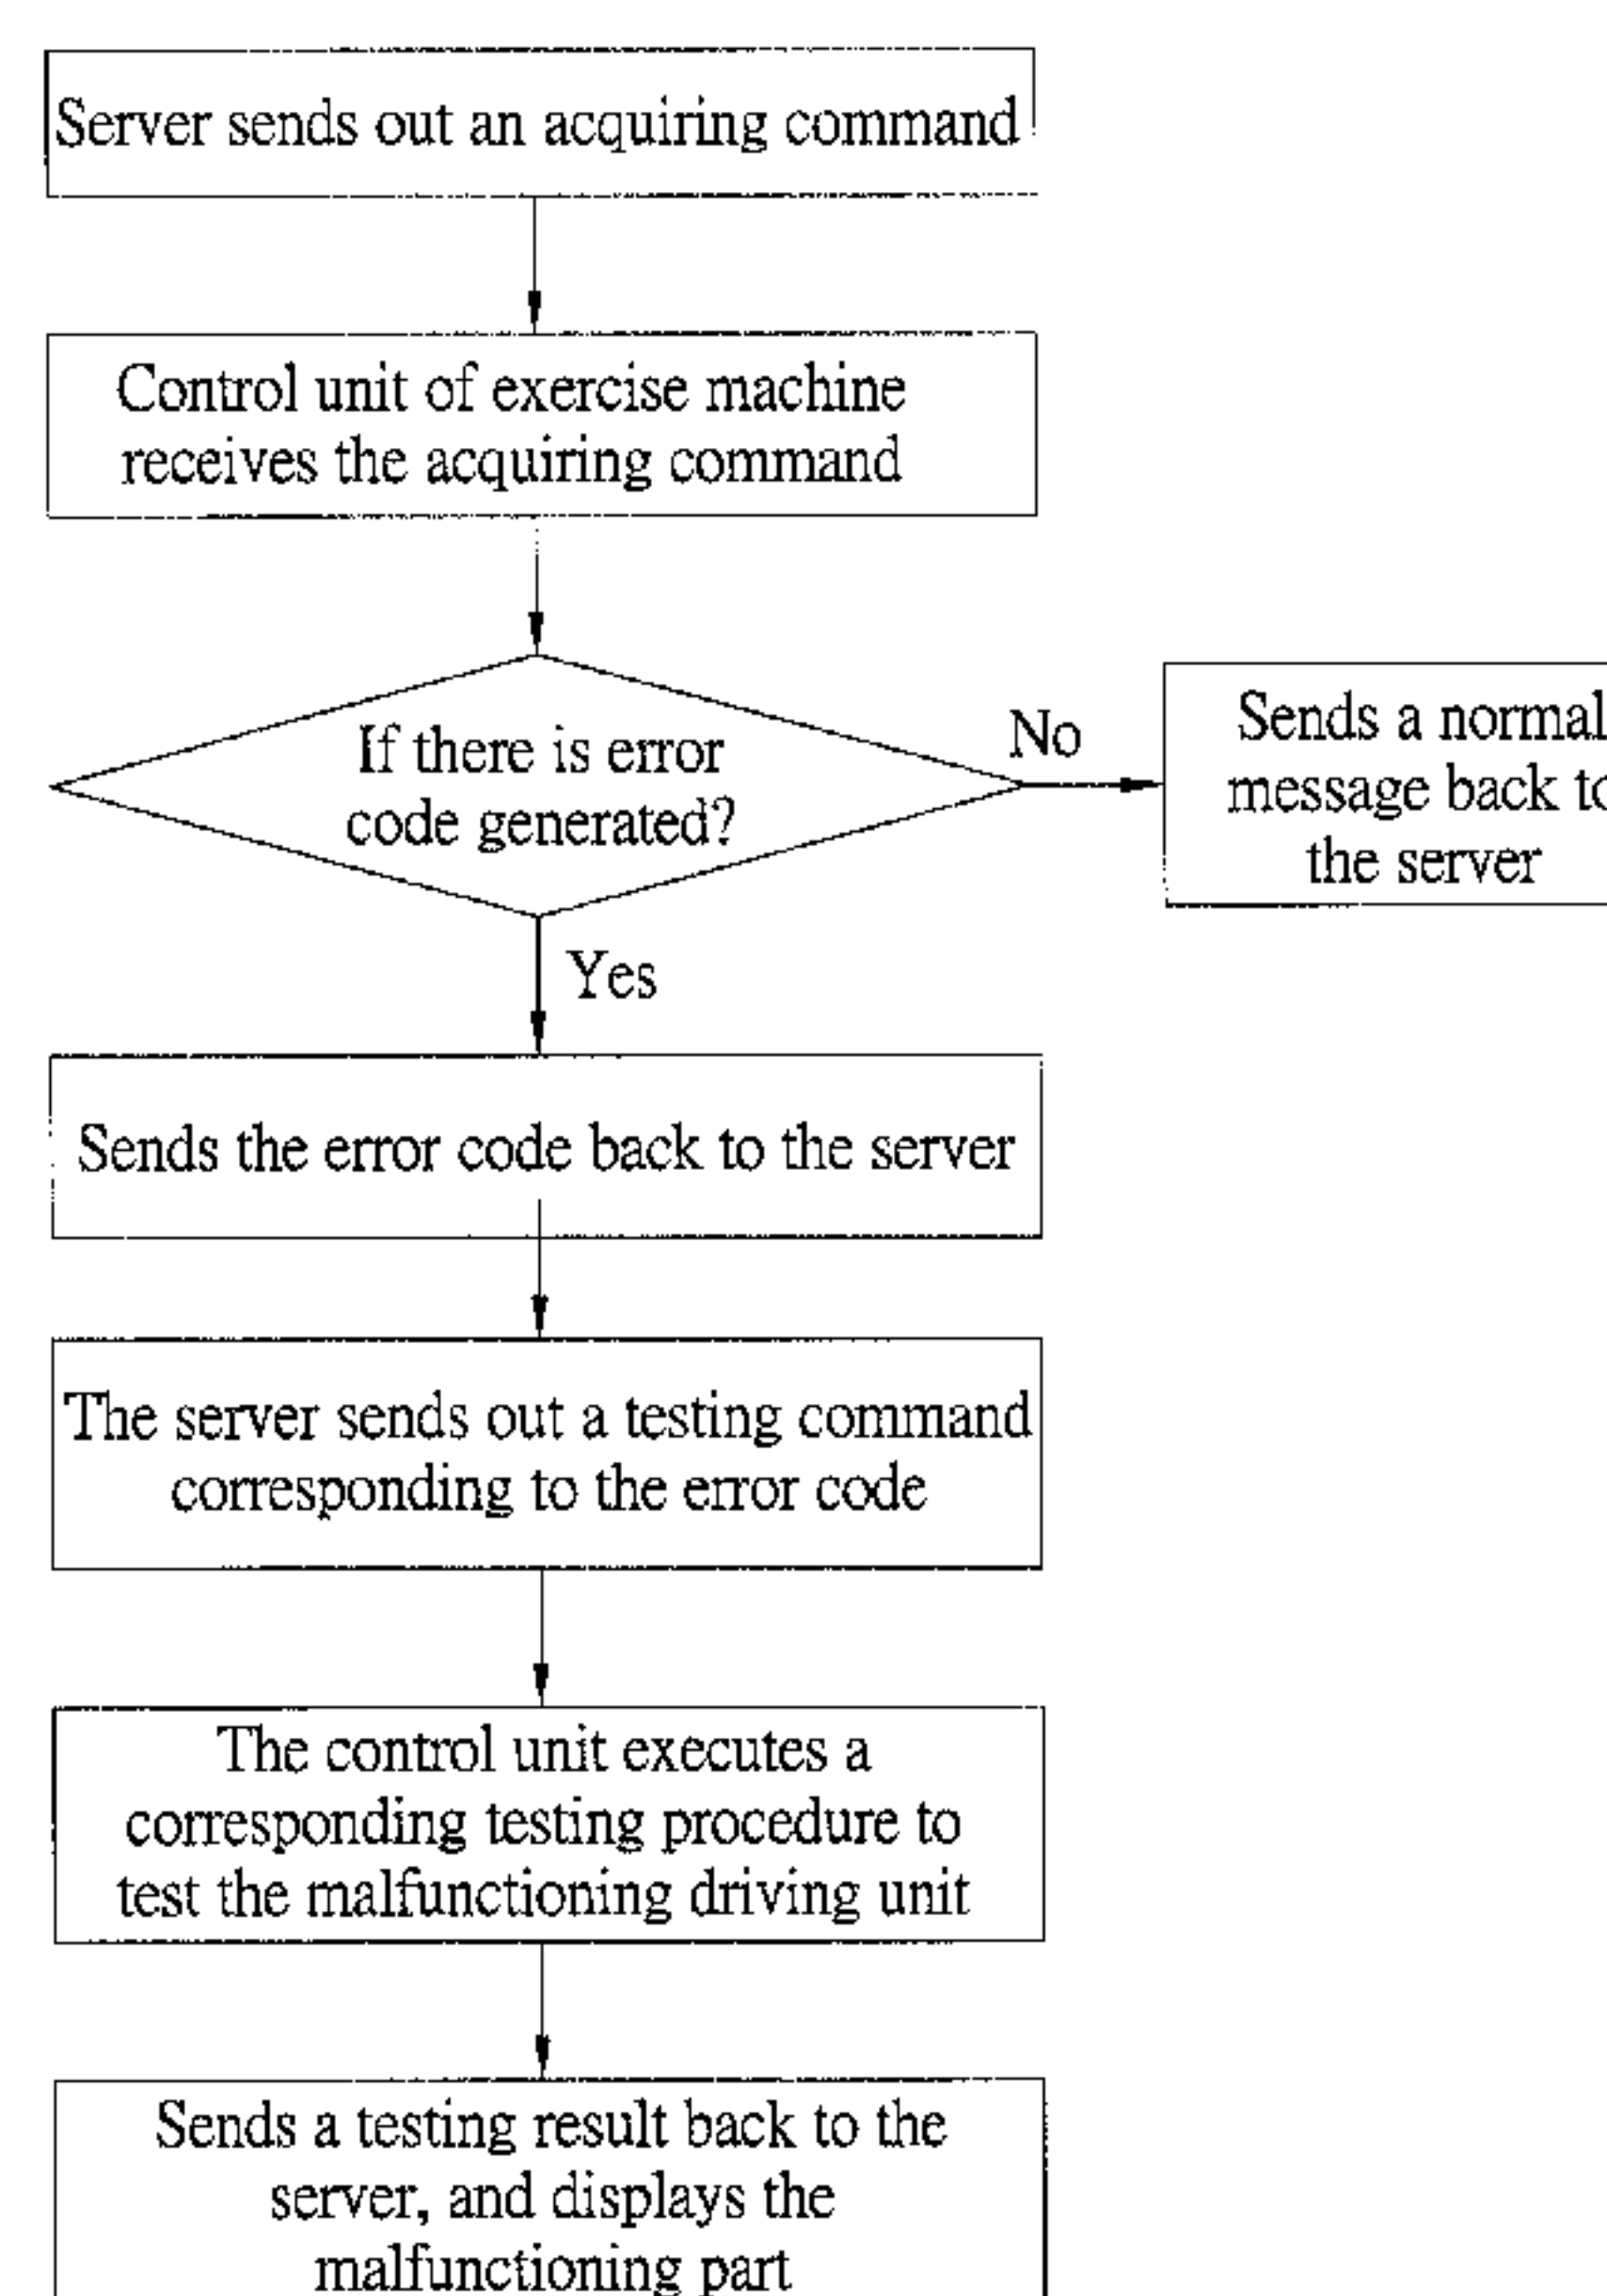 Server sends out an acquiring command
Control unit of exercise machine
receives the acquiring command
If there is error
code generated?
No
Sends a normal
message back to
the server
Yes
Sends the error code back to the server
The server sends out a testing command
corresponding to the error code
The control unit executes a
corresponding testing procedure to
test the malfunctioning driving unit
Sends a testing result back to the
server, and displays the
malfunctioning part